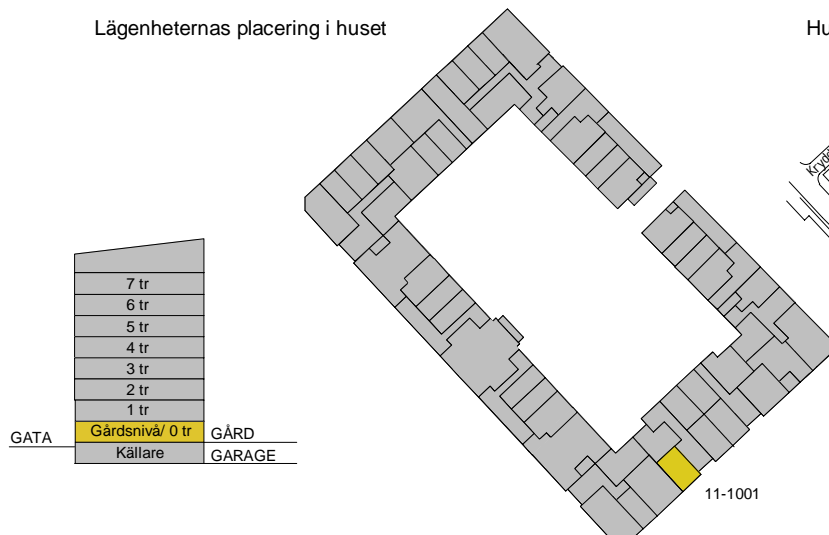 Lägenheternas placering i huset
Hu
Kryd
7 tr
6 tr
5 tr
4 tr
3 tr
2 tr
1 tr
Gårdsnivå/ 0 tr
GATA
GÅRD
Källare
GARAGE
11-1001